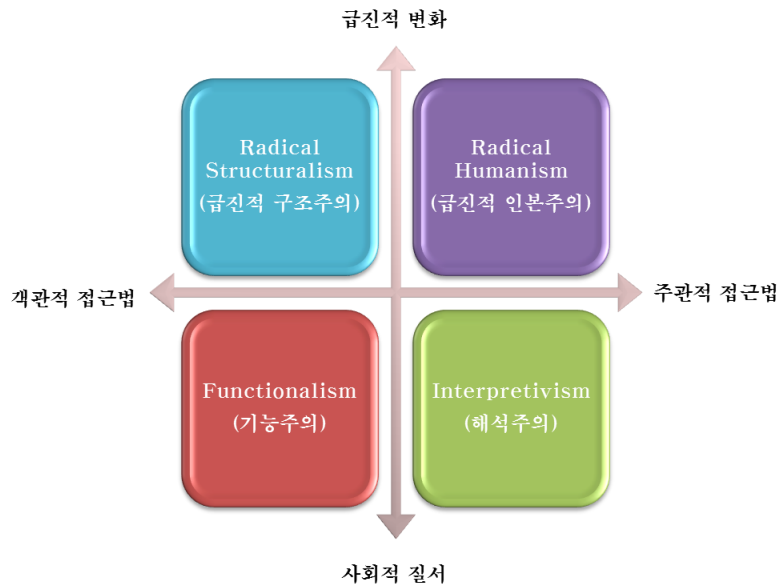 급진적 변화
Radical
Structuralism
(급진적 구조주의)
Radical
Humanism
(급진적 인본주의)
객관적 접근법
주관적 접근법
Functionalism
(기능주의)
Interpretivism
(해석주의)
사회적 질서